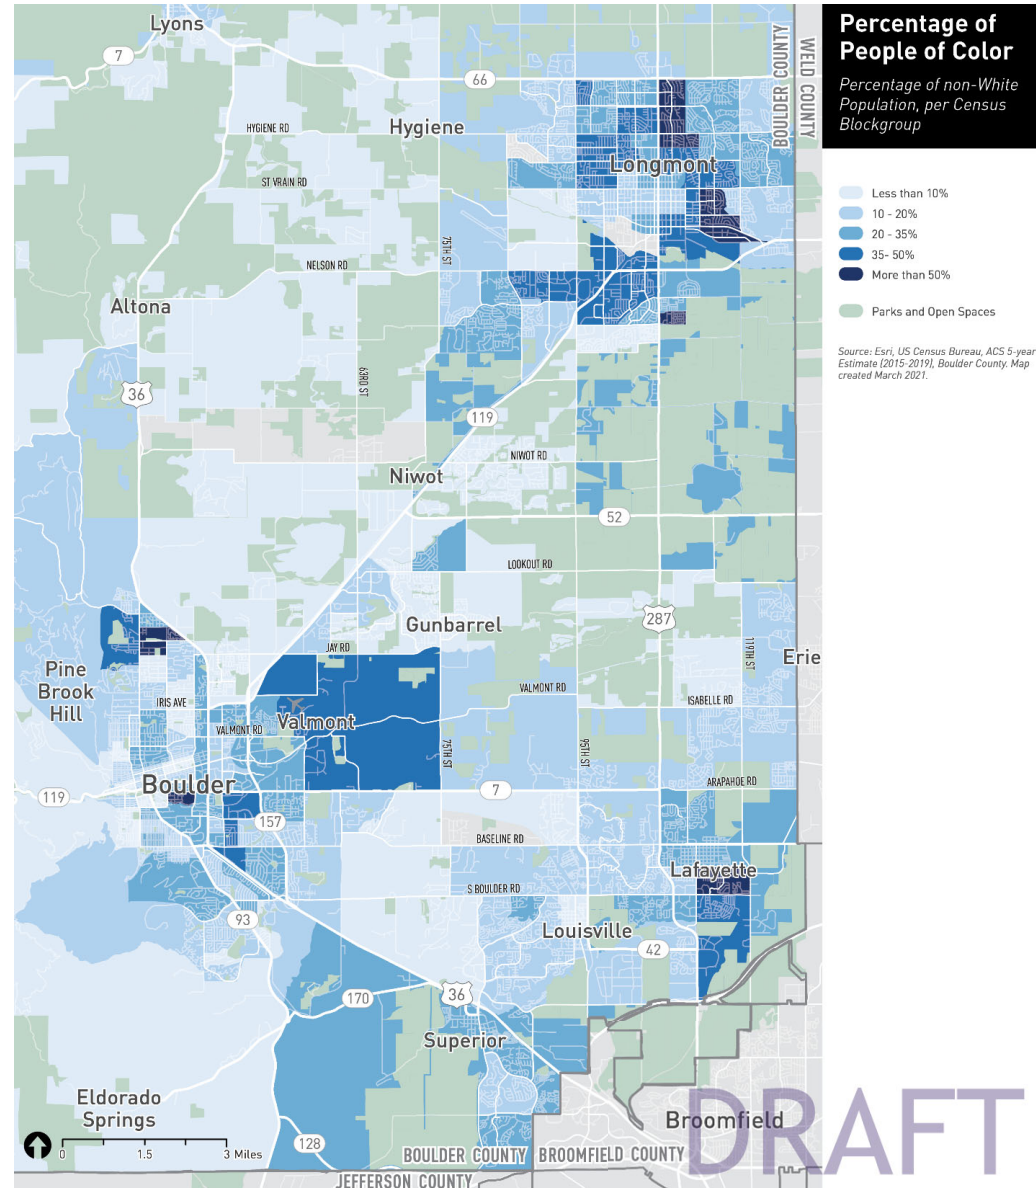 Percentage of
People of Color
Percentage of non-White
Population, per Census
Blockgroup
Less than 10%
10 - 20%
20 - 35%
35- 50%
More than 50%
Parks and Open Spaces
Source: Esri, US Census Bureau, ACS 5-year
Estimate (2015-2019), Boulder County. Map
created March 2021.
Lyons
7
66
BOULDER COUNTY
WELD COUNTY
HYGIENE RD
Hygiene
Longmont
ST VRAIN RD
75TH ST
NELSON RD
Altona
63RD ST
36
119
NIWOT RD
Niwot
52
LOOKOUT RD
Gunbarrel
287
JAY RD
119TH ST
Erie
Pine
Brook
Hill
VALMONT RD
ISABELLE RD
IRIS AVE
Valmont
VALMONT RD
75TH ST
95TH ST
ARAPAHOE RD
Boulder
119
7
157
BASELINE RD
Lafayette
S BOULDER RD
93
Louisville
42
170
36
Superior
Eldorado
Springs
Broomfield
DRAFT
0
1.5
3 Miles
128
BOULDER COUNTY
BROOMFIELD COUNTY
JEFFERSON COUNTY